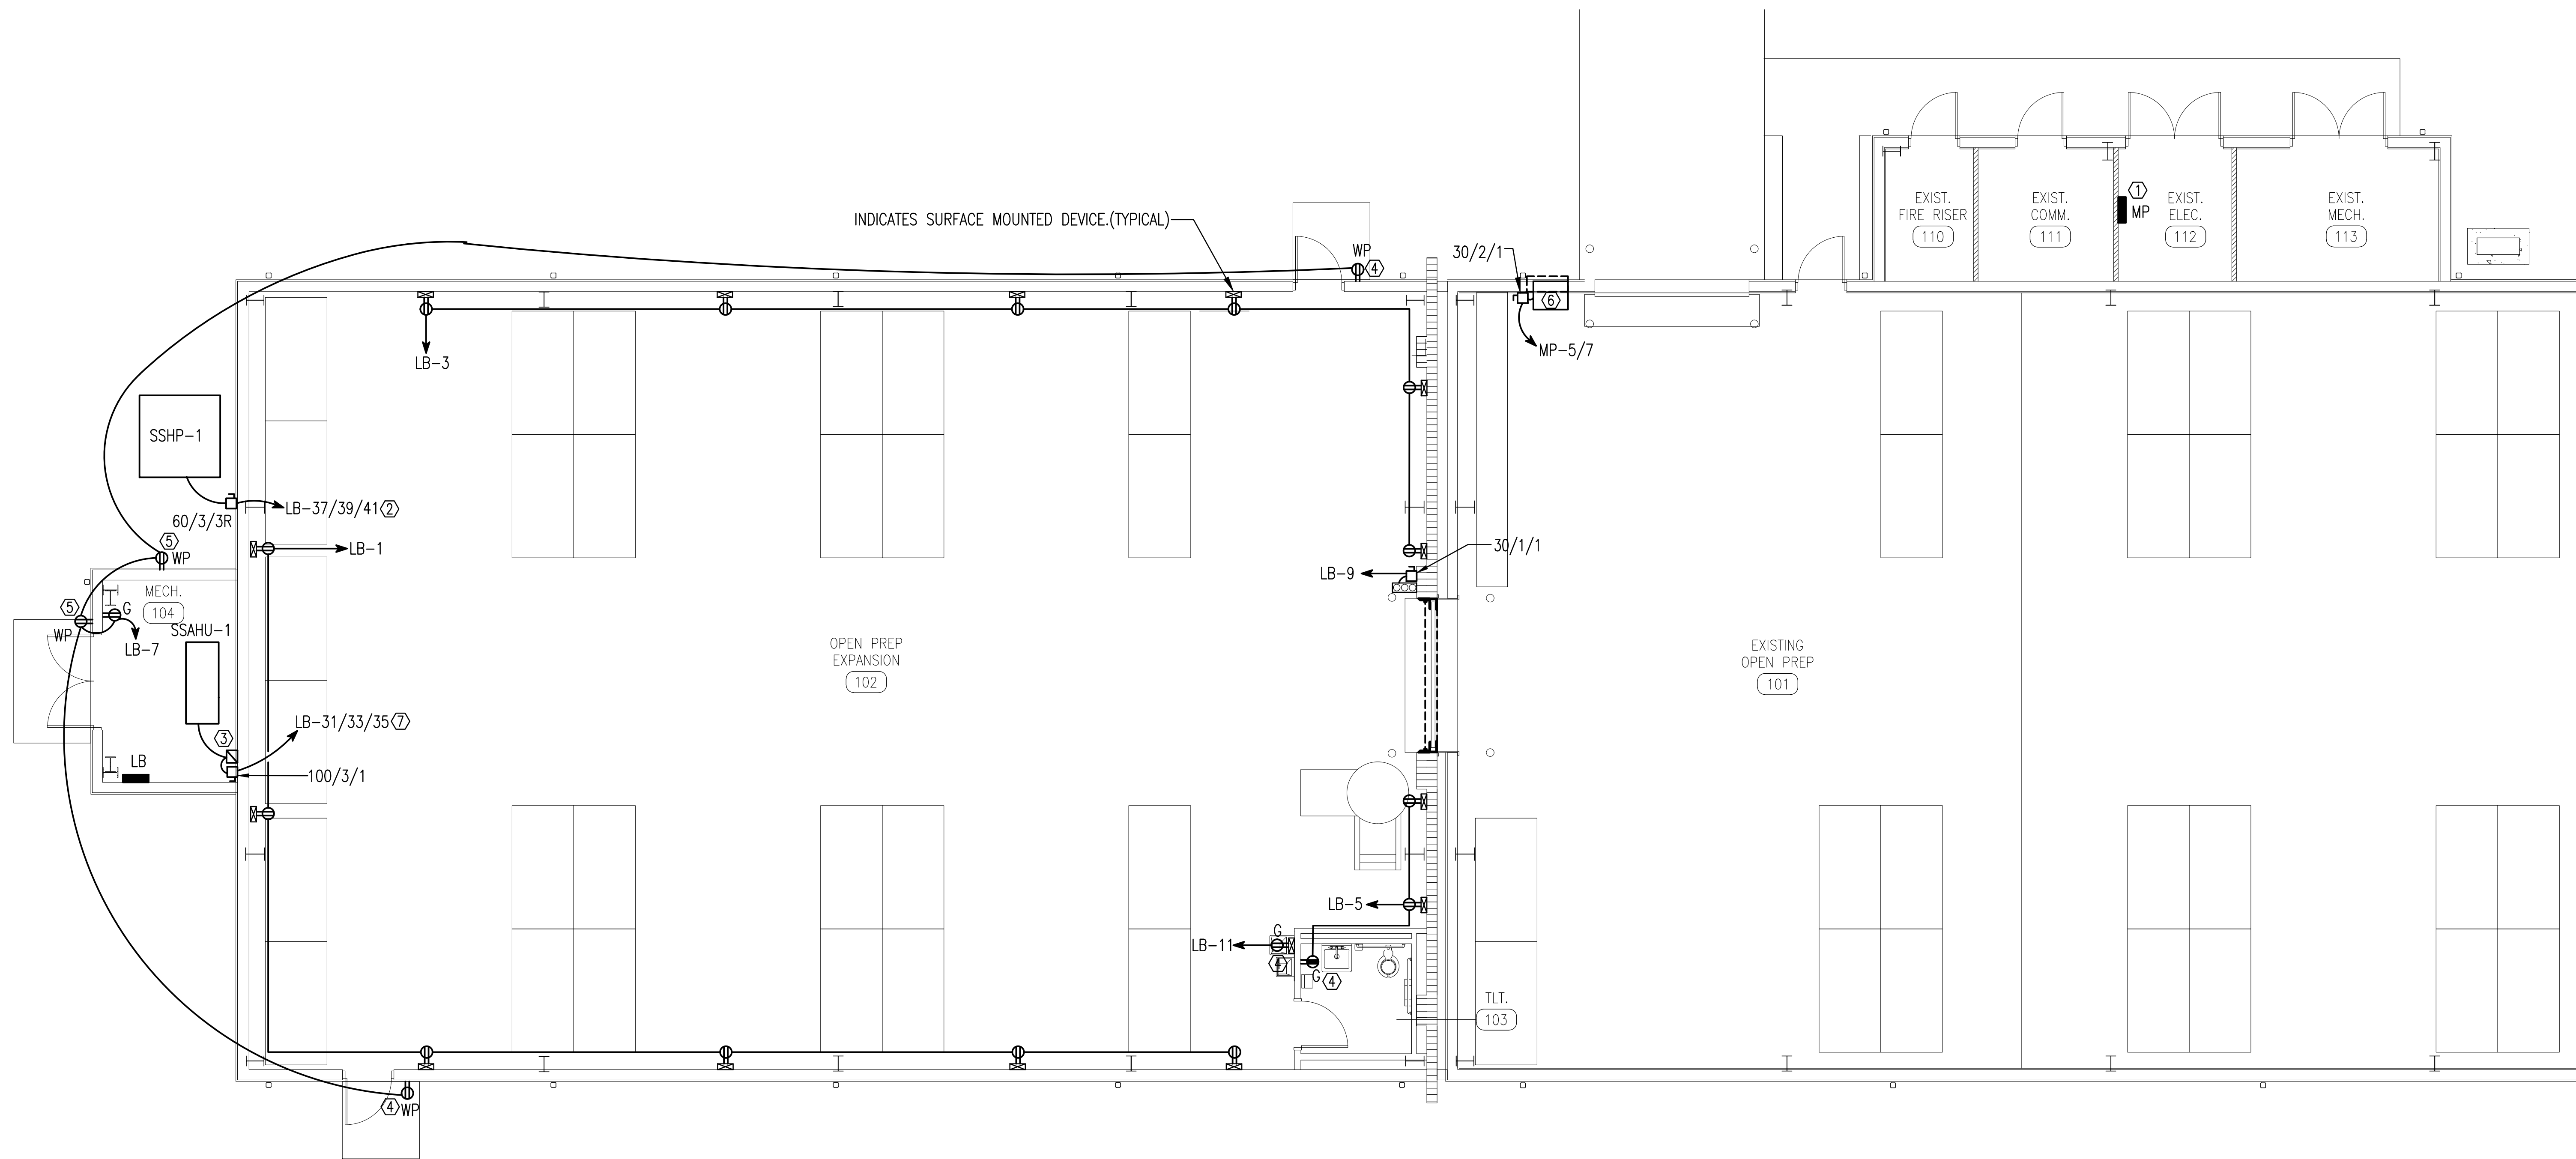 EXIST.
FIRE RISER
110
EXIST.
COMM.
111
1
MP
EXIST.
ELEC.
112
EXIST.
MECH.
113
INDICATES SURFACE MOUNTED DEVICE.(TYPICAL)
WP
4
30/2/1
6
MP-5/7
LB-3
SSHP-1
LB-37/39/41
2
60/3/3R
5
WP
LB-1
30/1/1
LB-9
MECH.
104
G
5
WP
LB-7
SSAHU-1
OPEN PREP
EXPANSION
102
EXISTING
OPEN PREP
101
LB-31/33/35
7
3
LB
100/3/1
LB-5
G
LB-11
4
G
4
TLT.
103
4
WP